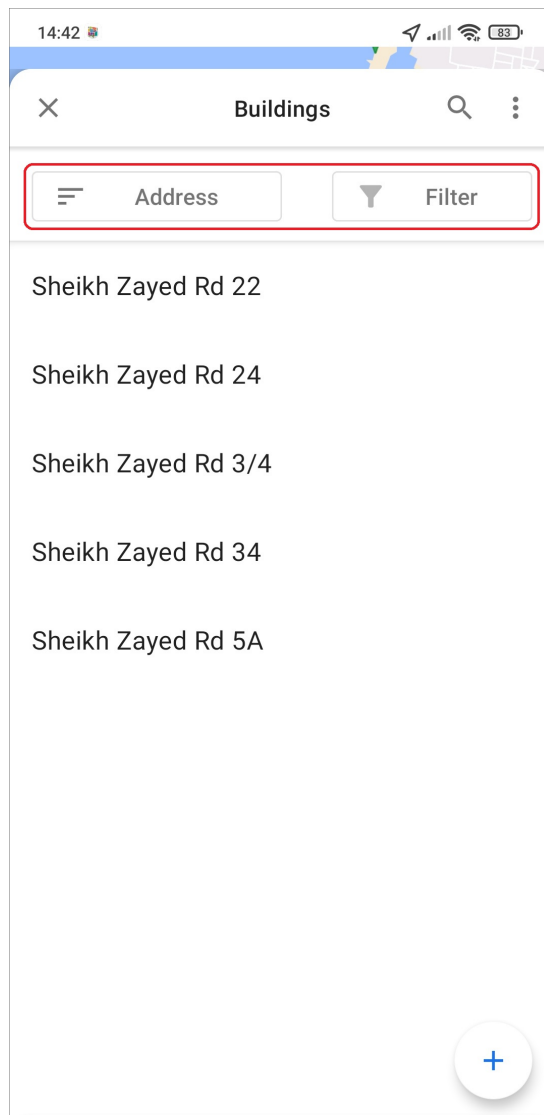 14:42
83
Buildings
Address
Filter
Sheikh Zayed Rd 22
Sheikh Zayed Rd 24
Sheikh Zayed Rd 3/4
Sheikh Zayed Rd 34
Sheikh Zayed Rd 5A